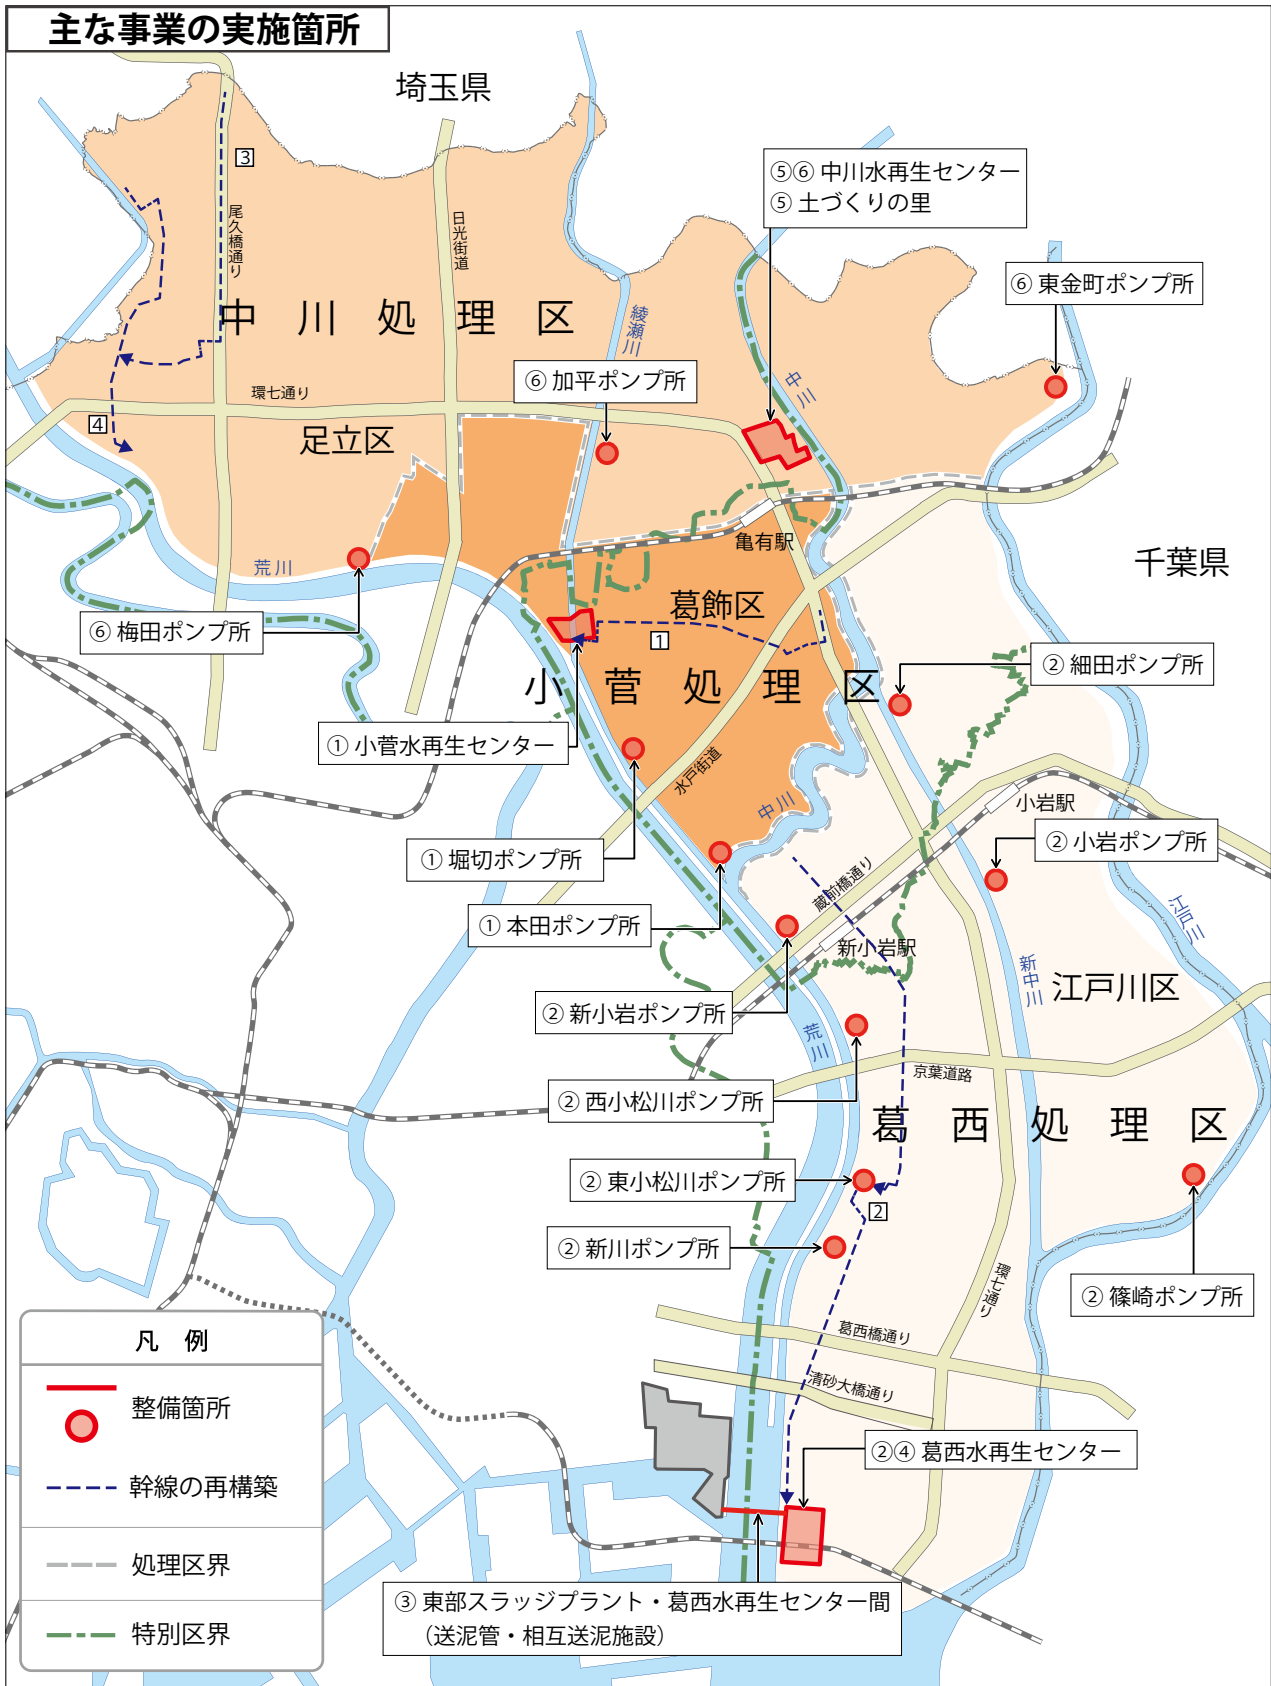 主な事業の実施箇所
埼玉県
3
⑤⑥ 中川水再生センター
⑤ 土づくりの里
尾久橋通り
日光街道
⑥ 東金町ポンプ所
中川処理区
綾瀬川
中川
⑥ 加平ポンプ所
環七通り
4
足立区
亀有駅
千葉県
荒川
葛飾区
⑥ 梅田ポンプ所
1
② 細田ポンプ所
小菅処理区
① 小菅水再生センター
水戸街道
中川
小岩駅
② 小岩ポンプ所
① 堀切ポンプ所
蔵前橋通り
① 本田ポンプ所
江戸川
新小岩駅
新中川
江戸川区
② 新小岩ポンプ所
荒川
京葉道路
② 西小松川ポンプ所
葛西処理区
② 東小松川ポンプ所
2
② 新川ポンプ所
環七通り
② 篠崎ポンプ所
葛西橋通り
清砂大橋通り
②④ 葛西水再生センター
凡 例
整備箇所
幹線の再構築
処理区界
特別区界
③ 東部スラッジプラント・葛西水再生センター間
（送泥管・相互送泥施設）